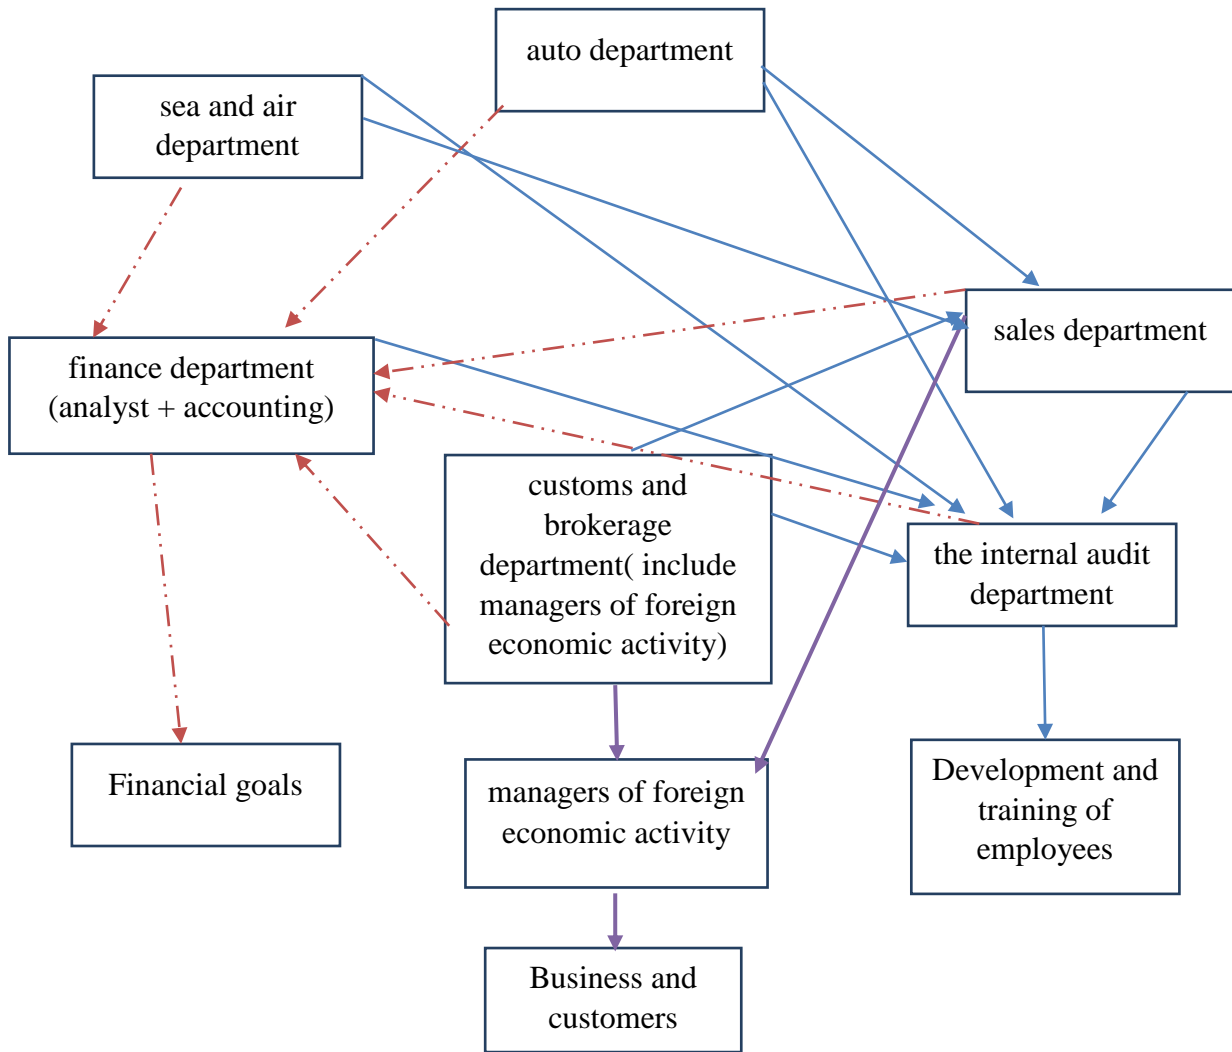 auto department
sea and air
department
sales department
finance department
(analyst + accounting)
customs and
brokerage
department( include
managers of foreign
economic activity)
the internal audit
department
Financial goals
managers of foreign
economic activity
Development and
training of
employees
Business and
customers